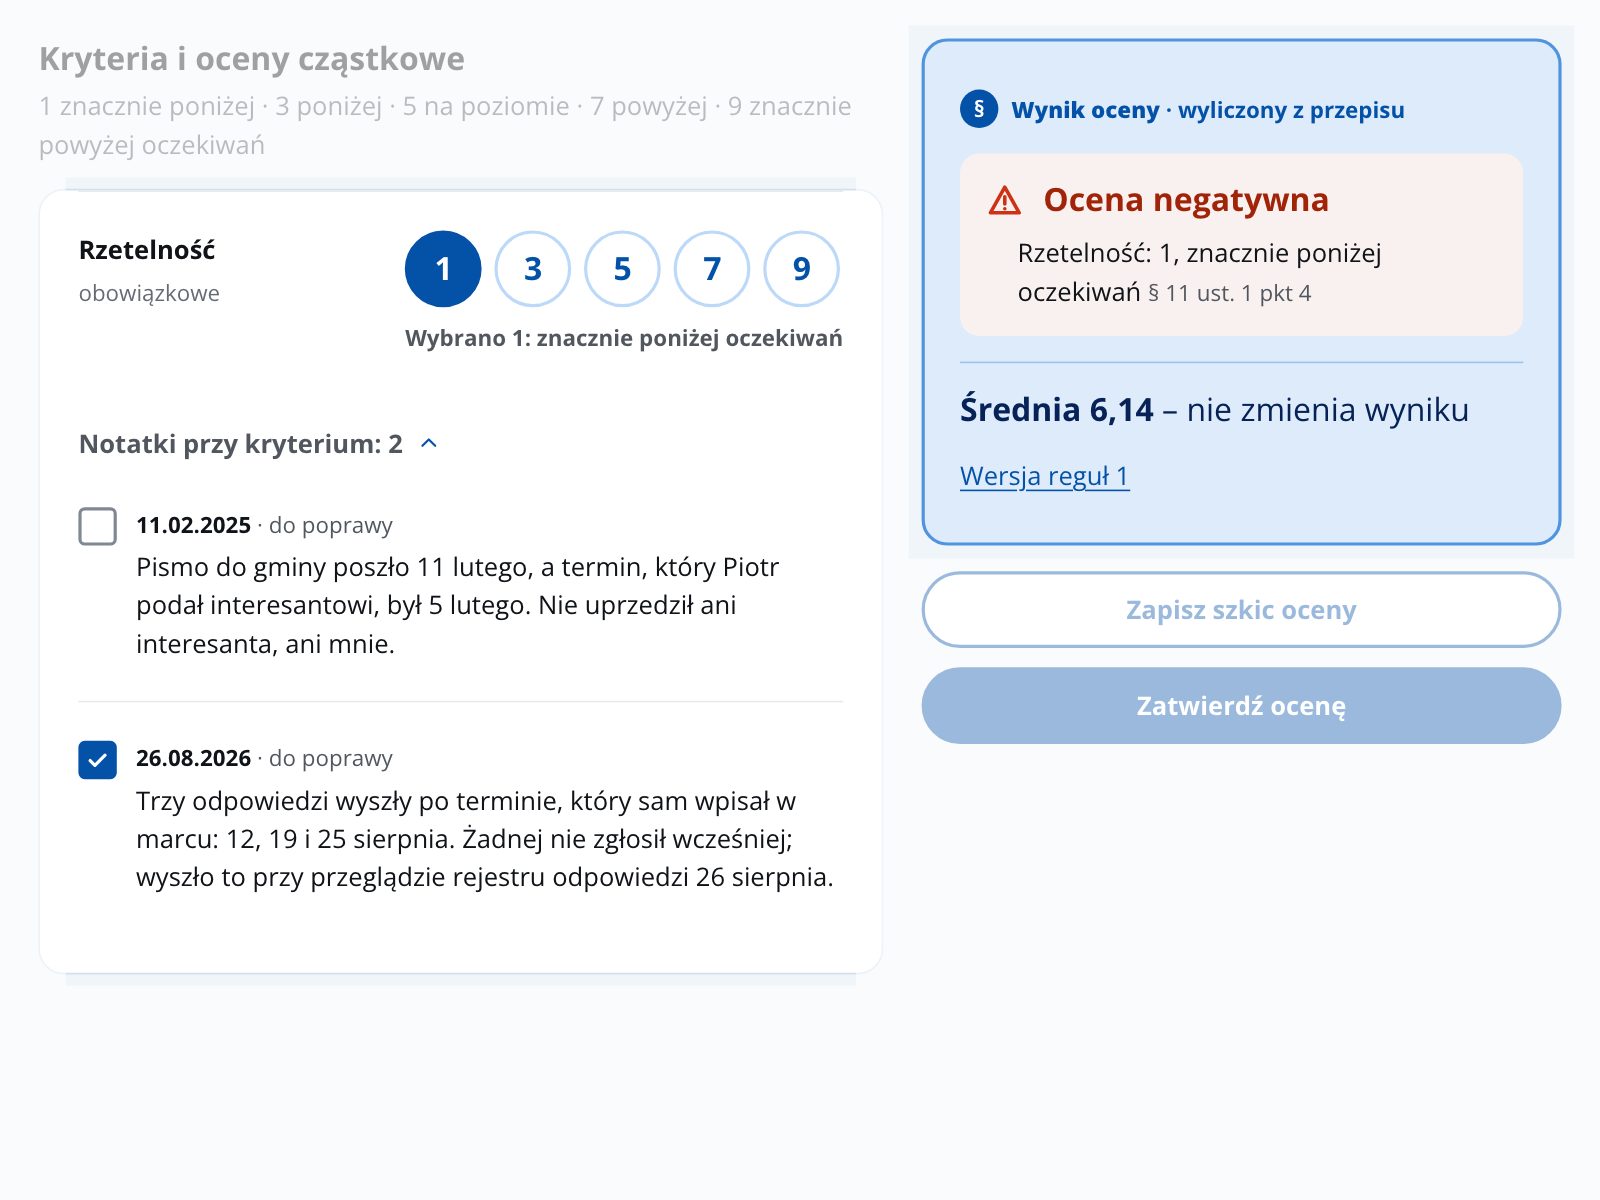 Kryteria i oceny cząstkowe
1 znacznie poniżej · 3 poniżej · 5 na poziomie · 7 powyżej · 9 znacznie
powyżej oczekiwań
Rzetelność
obowiązkowe
1 3 5 7 9
Wybrano 1: znacznie poniżej oczekiwań
Notatki przy kryterium: 2
11.02.2025 · do poprawy
Pismo do gminy poszło 11 lutego, a termin, który Piotr
podał interesantowi, był 5 lutego. Nie uprzedził ani
interesanta, ani mnie.
26.08.2026 · do poprawy
Trzy odpowiedzi wyszły po terminie, który sam wpisał w
marcu: 12, 19 i 25 sierpnia. Żadnej nie zgłosił wcześniej;
wyszło to przy przeglądzie rejestru odpowiedzi 26 sierpnia.
§ Wynik oceny · wyliczony z przepisu
Ocena negatywna
Rzetelność: 1, znacznie poniżej
oczekiwań § 11 ust. 1 pkt 4
Średnia 6,14 – nie zmienia wyniku
Wersja reguł 1
Zapisz szkic oceny
Zatwierdź ocenę